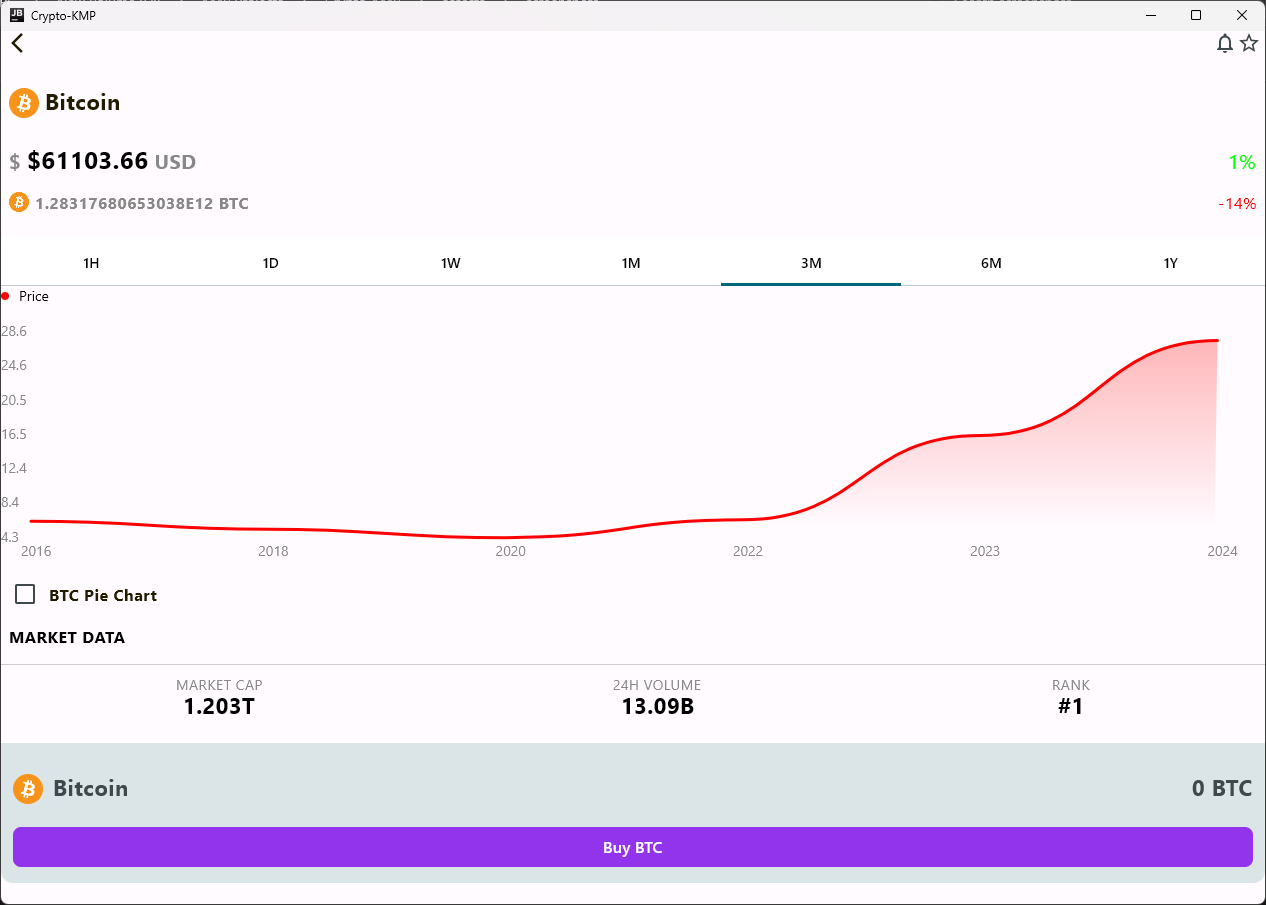 JB Crypto-KMP
Bitcoin
$ $61103.66 USD 1%
1.28317680653038E12 BTC -14%
1H 1D 1W 1M 3M 6M 1Y
Price
28.6
24.6
20.5
16.5
12.4
8.4
4.3
2016 2018 2020 2022 2023 2024
BTC Pie Chart
MARKET DATA
MARKET CAP 24H VOLUME RANK
1.203T 13.09B #1
Bitcoin 0 BTC
Buy BTC